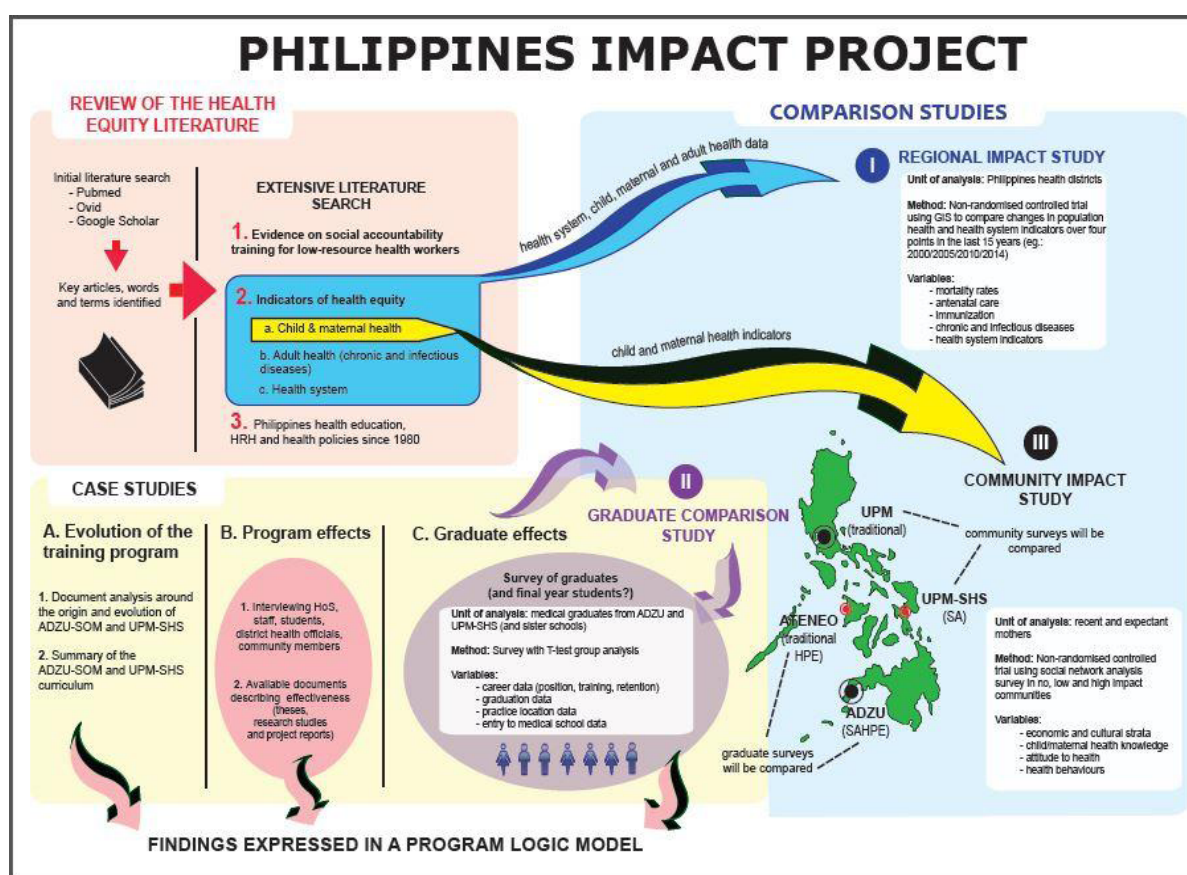 PHILIPPINES IMPACT PROJECT
REVIEW OF THE HEALTH
EQUITY LITERATURE
Initial literature search
- Pubmed
- Ovid
- Google Scholar
Key articles, words
and terms identified
EXTENSIVE LITERATURE
SEARCH
1. Evidence on social accountability
training for low-resource health workers
2. Indicators of health equity
a. Child & maternal health
b. Adult health (chronic and infectious
diseases)
c. Health system
3. Philippines health education,
HRH and health policies since 1980
health system, child, maternal and adult health data
child and maternal health indicators
COMPARISON STUDIES
I REGIONAL IMPACT STUDY
Unit of analysis: Philippines health districts
Method: Non-randomised controlled trial
using GIS to compare changes in population
health and health system indicators over four
points in the last 15 years (eg.:
2000/2005/2010/2014)
Variables:
- mortality rates
- antenatal care
- immunization
- chronic and infectious diseases
- health system indicators
CASE STUDIES
A. Evolution of the
training program
1. Document analysis around
the origin and evolution of
ADZU-SOM and UPM-SHS
2. Summary of the
ADZU-SOM and UPM-SHS
curriculum
B. Program effects
1. Interviewing HoS,
staff, students,
district health officials,
community members
2. Available documents
describing effectiveness
(theses,
research studies
and project reports)
C. Graduate effects
II
GRADUATE COMPARISON
STUDY
Survey of graduates
(and final year students?)
Unit of analysis: medical graduates from ADZU and
UPM-SHS (and sister schools)
Method: Survey with T-test group analysis
Variables:
- career data (position, training, retention)
- graduation data
- practice location data
- entry to medical school data
III
COMMUNITY IMPACT
STUDY
UPM
(traditional)
community surveys will be
compared
UPM-SHS
(SA)
ATENEO
(traditional
HPE)
ADZU
(SAHPE)
graduate surveys
will be compared
Unit of analysis: recent and expectant
mothers
Method: Non-randomised controlled
trial using social network analysis
survey in no, low and high impact
communities
Variables:
- economic and cultural strata
- child/maternal health knowledge
- attitude to health
- health behaviours
FINDINGS EXPRESSED IN A PROGRAM LOGIC MODEL